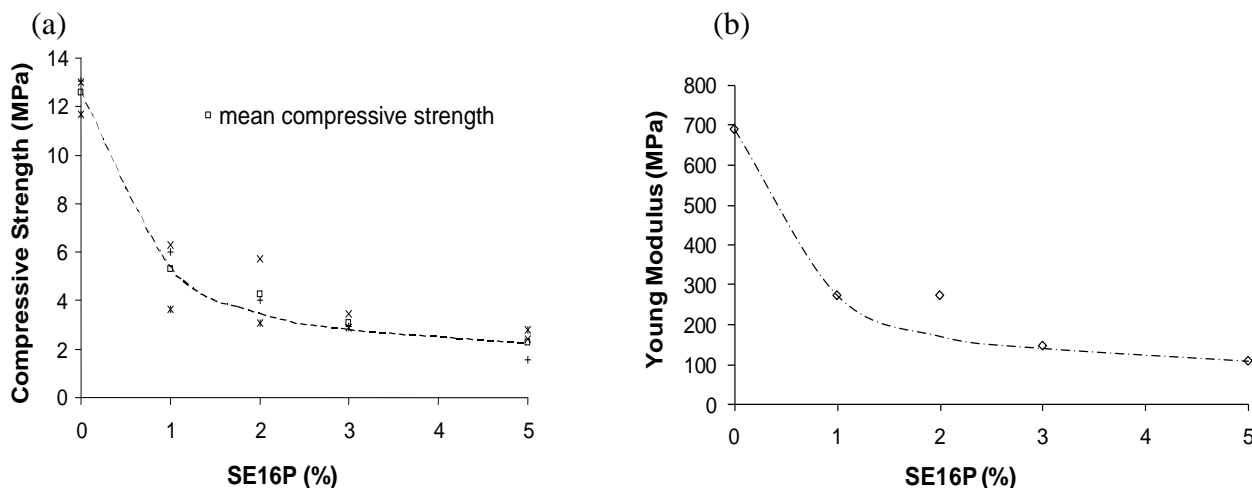 (a)
Compressive Strength (MPa)
14
12
10
8
6
4
2
0
mean compressive strength
0 1 2 3 4 5
SE16P (%)
(b)
Young Modulus (MPa)
800
700
600
500
400
300
200
100
0
0 1 2 3 4 5
SE16P (%)